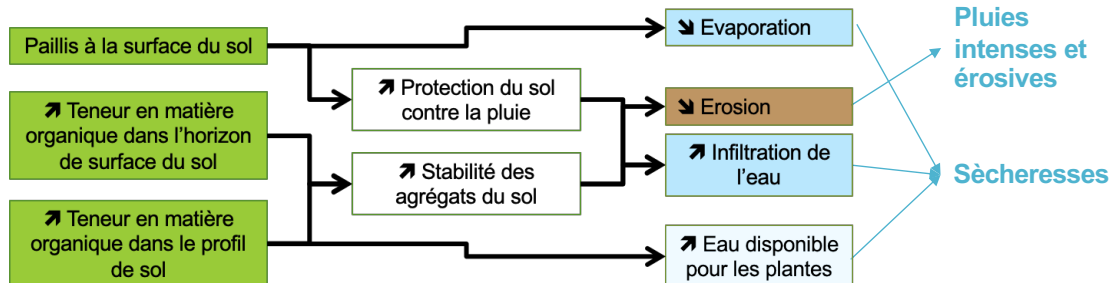 Paillis à la surface du sol
↗ Teneur en matière
organique dans l'horizon
de surface du sol
↗ Teneur en matière
organique dans le profil
de sol
↗ Protection du sol
contre la pluie
↗ Stabilité des
agrégats du sol
↘ Evaporation
↘ Erosion
↗ Infiltration de
l'eau
↗ Eau disponible
pour les plantes
Pluies
intenses et
érosives
Sècheresses